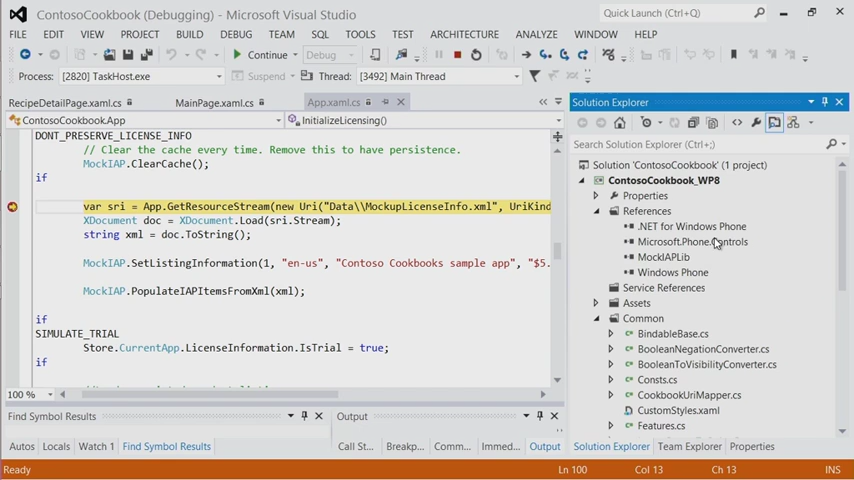 ContosoCookbook (Debugging) - Microsoft Visual Studio
Quick Launch (Ctrl+Q)
FILE EDIT VIEW PROJECT BUILD DEBUG TEAM SQL TOOLS TEST ARCHITECTURE ANALYZE WINDOW HELP
Continue Debug
Process: [2820] TaskHost.exe Suspend Thread: [3492] Main Thread
RecipeDetailPage.xaml.cs MainPage.xaml.cs App.xaml.cs
ContosoCookbook.App InitializeLicensing()
DONT_PRESERVE_LICENSE_INFO
// Clear the cache every time. Remove this to have persistence.
MockIAP.ClearCache();
if
var sri = App.GetResourceStream(new Uri("Data\\MockupLicenseInfo.xml", UriKind
XDocument doc = XDocument.Load(sri.Stream);
string xml = doc.ToString();
MockIAP.SetListingInformation(1, "en-us", "Contoso Cookbooks sample app", "$5.
MockIAP.PopulateIAPItemsFromXml(xml);
if
SIMULATE_TRIAL
Store.CurrentApp.LicenseInformation.IsTrial = true;
if
100 %
Find Symbol Results
Output
Autos Locals Watch 1 Find Symbol Results
Call St... Breakp... Comm... Immed... Output
Solution Explorer
Search Solution Explorer (Ctrl+;)
Solution 'ContosoCookbook' (1 project)
ContosoCookbook_WP8
Properties
References
.NET for Windows Phone
Microsoft.Phone.Controls
MockIAPLib
Windows Phone
Service References
Assets
Common
BindableBase.cs
BooleanNegationConverter.cs
BooleanToVisibilityConverter.cs
Consts.cs
CookbookUriMapper.cs
CustomStyles.xaml
Features.cs
Solution Explorer Team Explorer Properties
Ready Ln 100 Col 13 Ch 13 INS